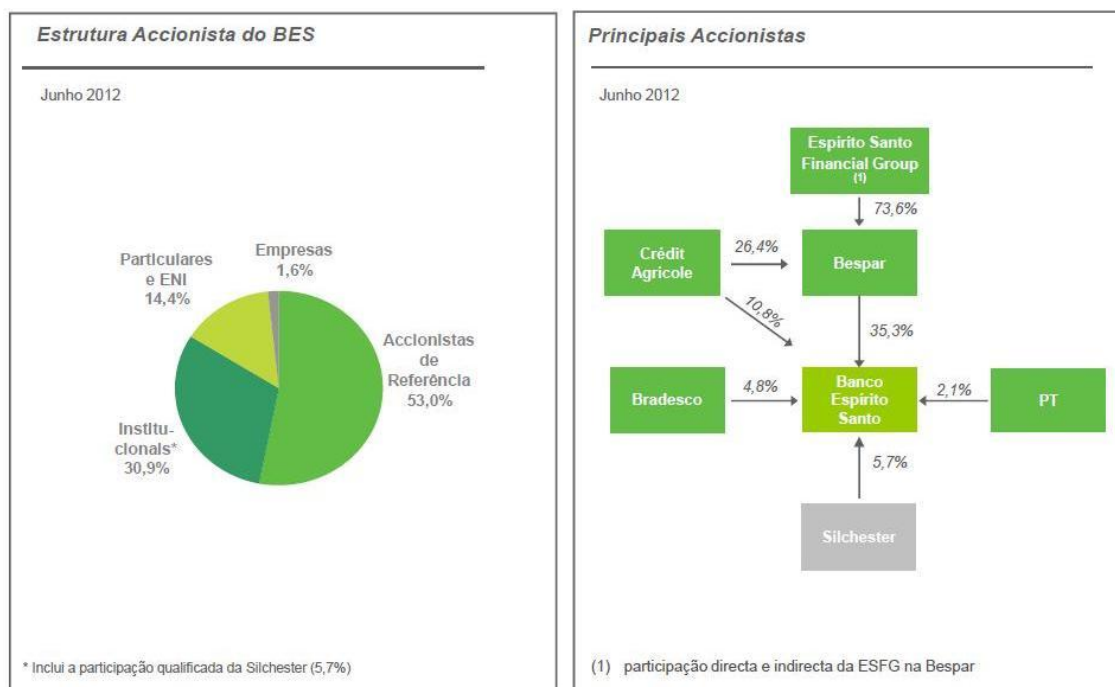 Estrutura Accionista do BES
Junho 2012
Empresas
1,6%
Particulares
e ENI
14,4%
Accionistas
de
Referência
53,0%
Institu-
cionais*
30,9%
* Inclui a participação qualificada da Silchester (5,7%)
Principais Accionistas
Junho 2012
Espirito Santo
Financial Group
(1)
73,6%
Crédit
Agricole
26,4%
Bespar
10,8%
35,3%
Bradesco
4,8%
Banco
Espírito
Santo
2,1%
PT
5,7%
Silchester
(1) participação directa e indirecta da ESFG na Bespar